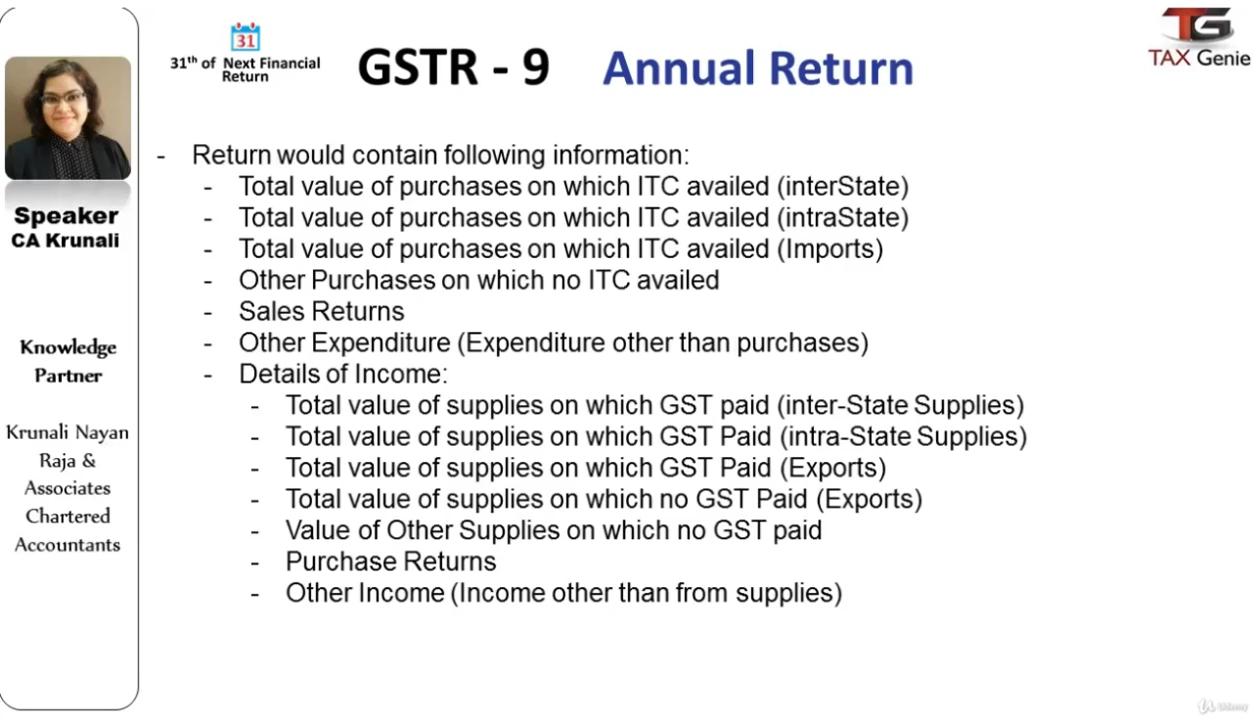 31
31th of Next Financial
Return
GSTR - 9 Annual Return
TG
TAX Genie
Speaker
CA Krunali
Knowledge
Partner
Krunali Nayan
Raja &
Associates
Chartered
Accountants
- Return would contain following information:
- Total value of purchases on which ITC availed (interState)
- Total value of purchases on which ITC availed (intraState)
- Total value of purchases on which ITC availed (Imports)
- Other Purchases on which no ITC availed
- Sales Returns
- Other Expenditure (Expenditure other than purchases)
- Details of Income:
- Total value of supplies on which GST paid (inter-State Supplies)
- Total value of supplies on which GST Paid (intra-State Supplies)
- Total value of supplies on which GST Paid (Exports)
- Total value of supplies on which no GST Paid (Exports)
- Value of Other Supplies on which no GST paid
- Purchase Returns
- Other Income (Income other than from supplies)
Udemy